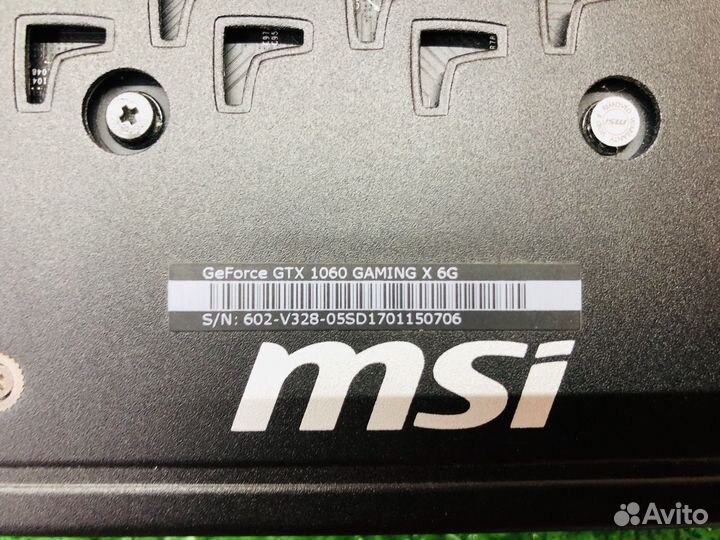 GeForce GTX 1060 GAMING X 6G
S/N: 602-V328-05SD1701150706
msi
Avito